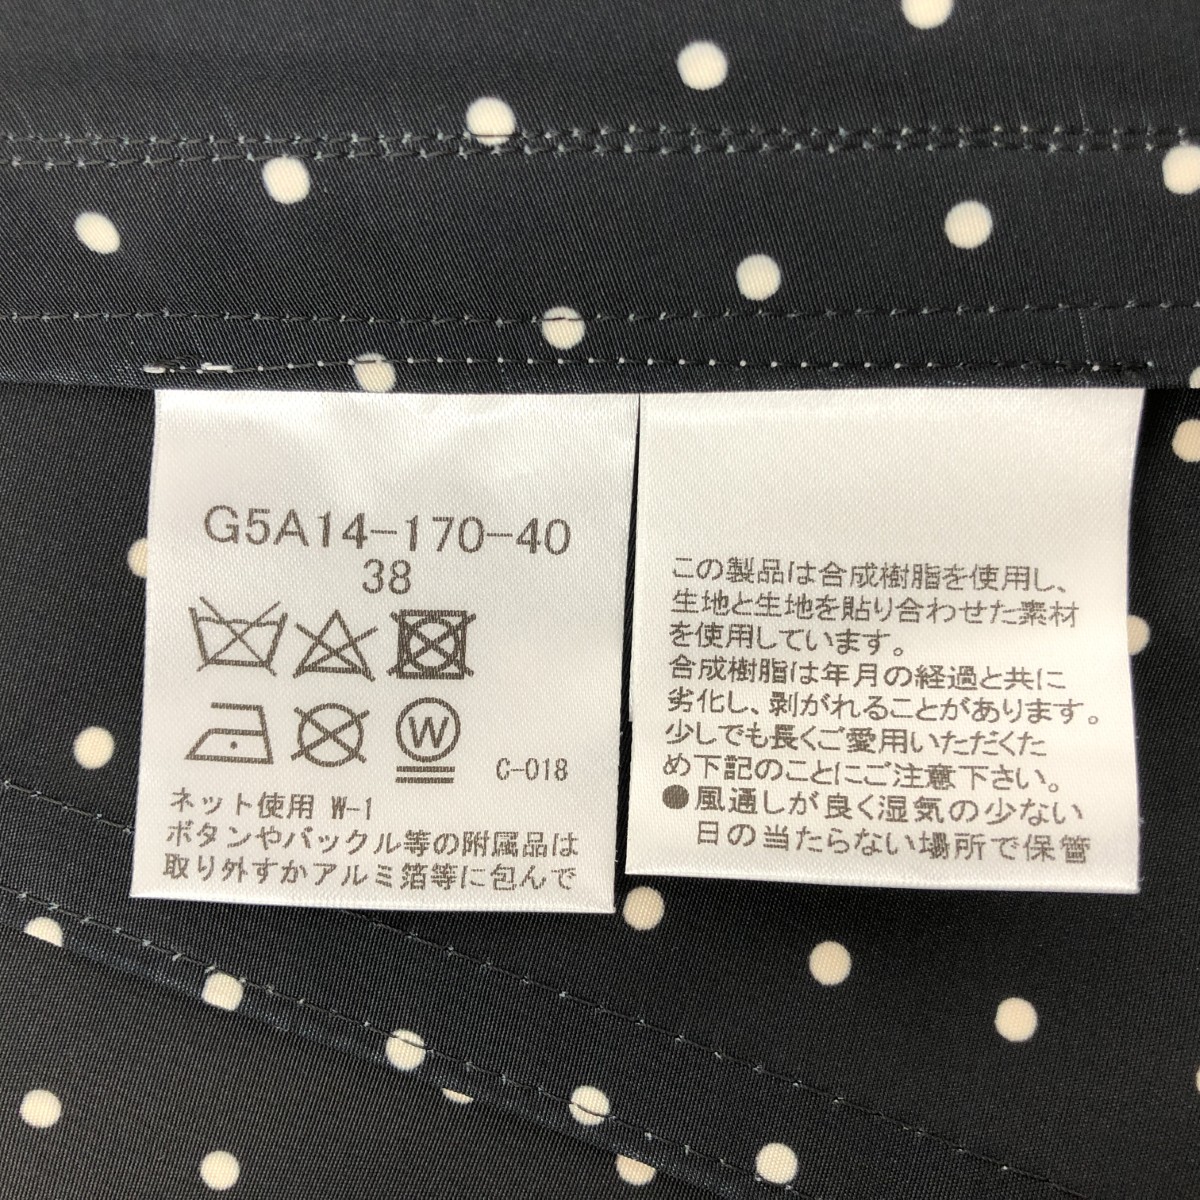 G5A14-170-40
38
W
C-018
ネット使用 W-1
ボタンやバックル等の附属品は
取り外すかアルミ箔等に包んで
この製品は合成樹脂を使用し、
生地と生地を貼り合わせた素材
を使用しています。
合成樹脂は年月の経過と共に
劣化し、剥がれることがあります。
少しでも長くご愛用いただくた
め下記のことにご注意下さい。
●風通しが良く湿気の少ない
日の当たらない場所で保管